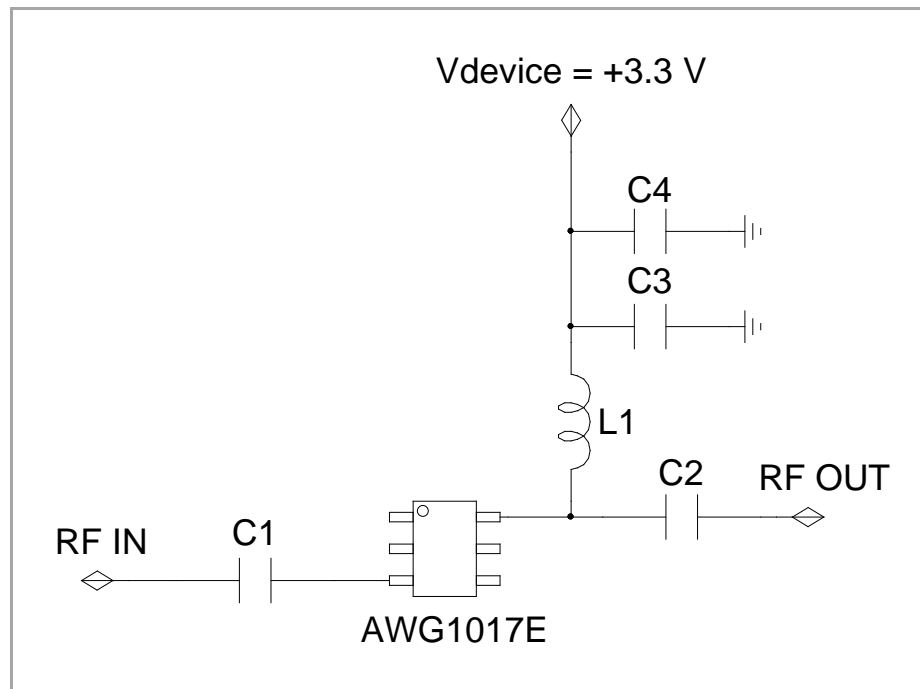 Vdevice = +3.3 V
C4
C3
L1
C2
RF OUT
C1
RF IN
AWG1017E